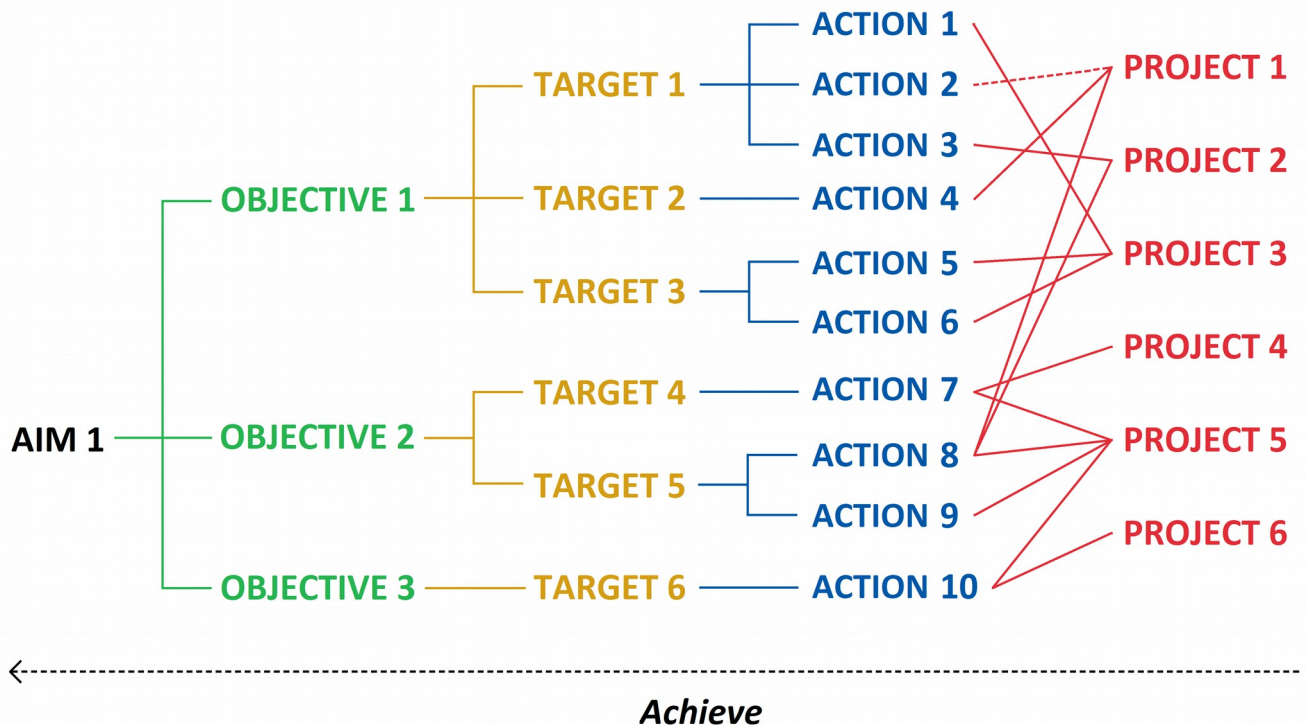 ACTION 1
PROJECT 1
TARGET 1
ACTION 2
ACTION 3
PROJECT 2
OBJECTIVE 1
TARGET 2
ACTION 4
PROJECT 3
ACTION 5
TARGET 3
ACTION 6
PROJECT 4
TARGET 4
ACTION 7
AIM 1
OBJECTIVE 2
PROJECT 5
ACTION 8
TARGET 5
ACTION 9
PROJECT 6
OBJECTIVE 3
TARGET 6
ACTION 10
Achieve